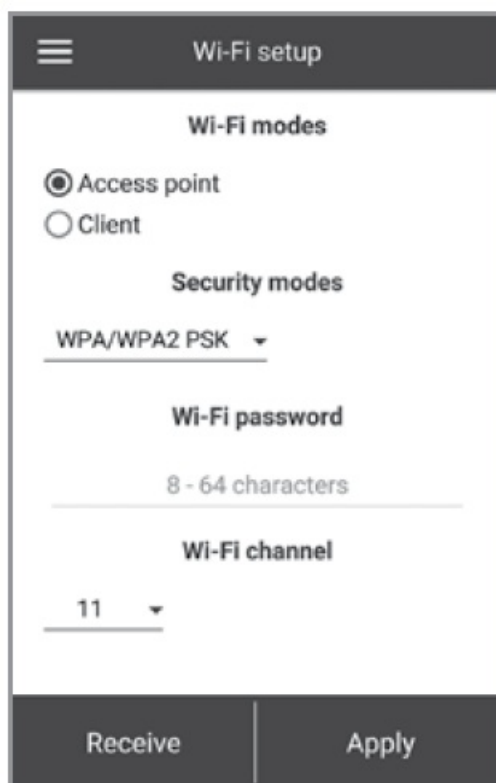 Wi-Fi setup
Wi-Fi modes
Access point
Client
Security modes
WPA/WPA2 PSK
Wi-Fi password
8 - 64 characters
Wi-Fi channel
11
Receive
Apply